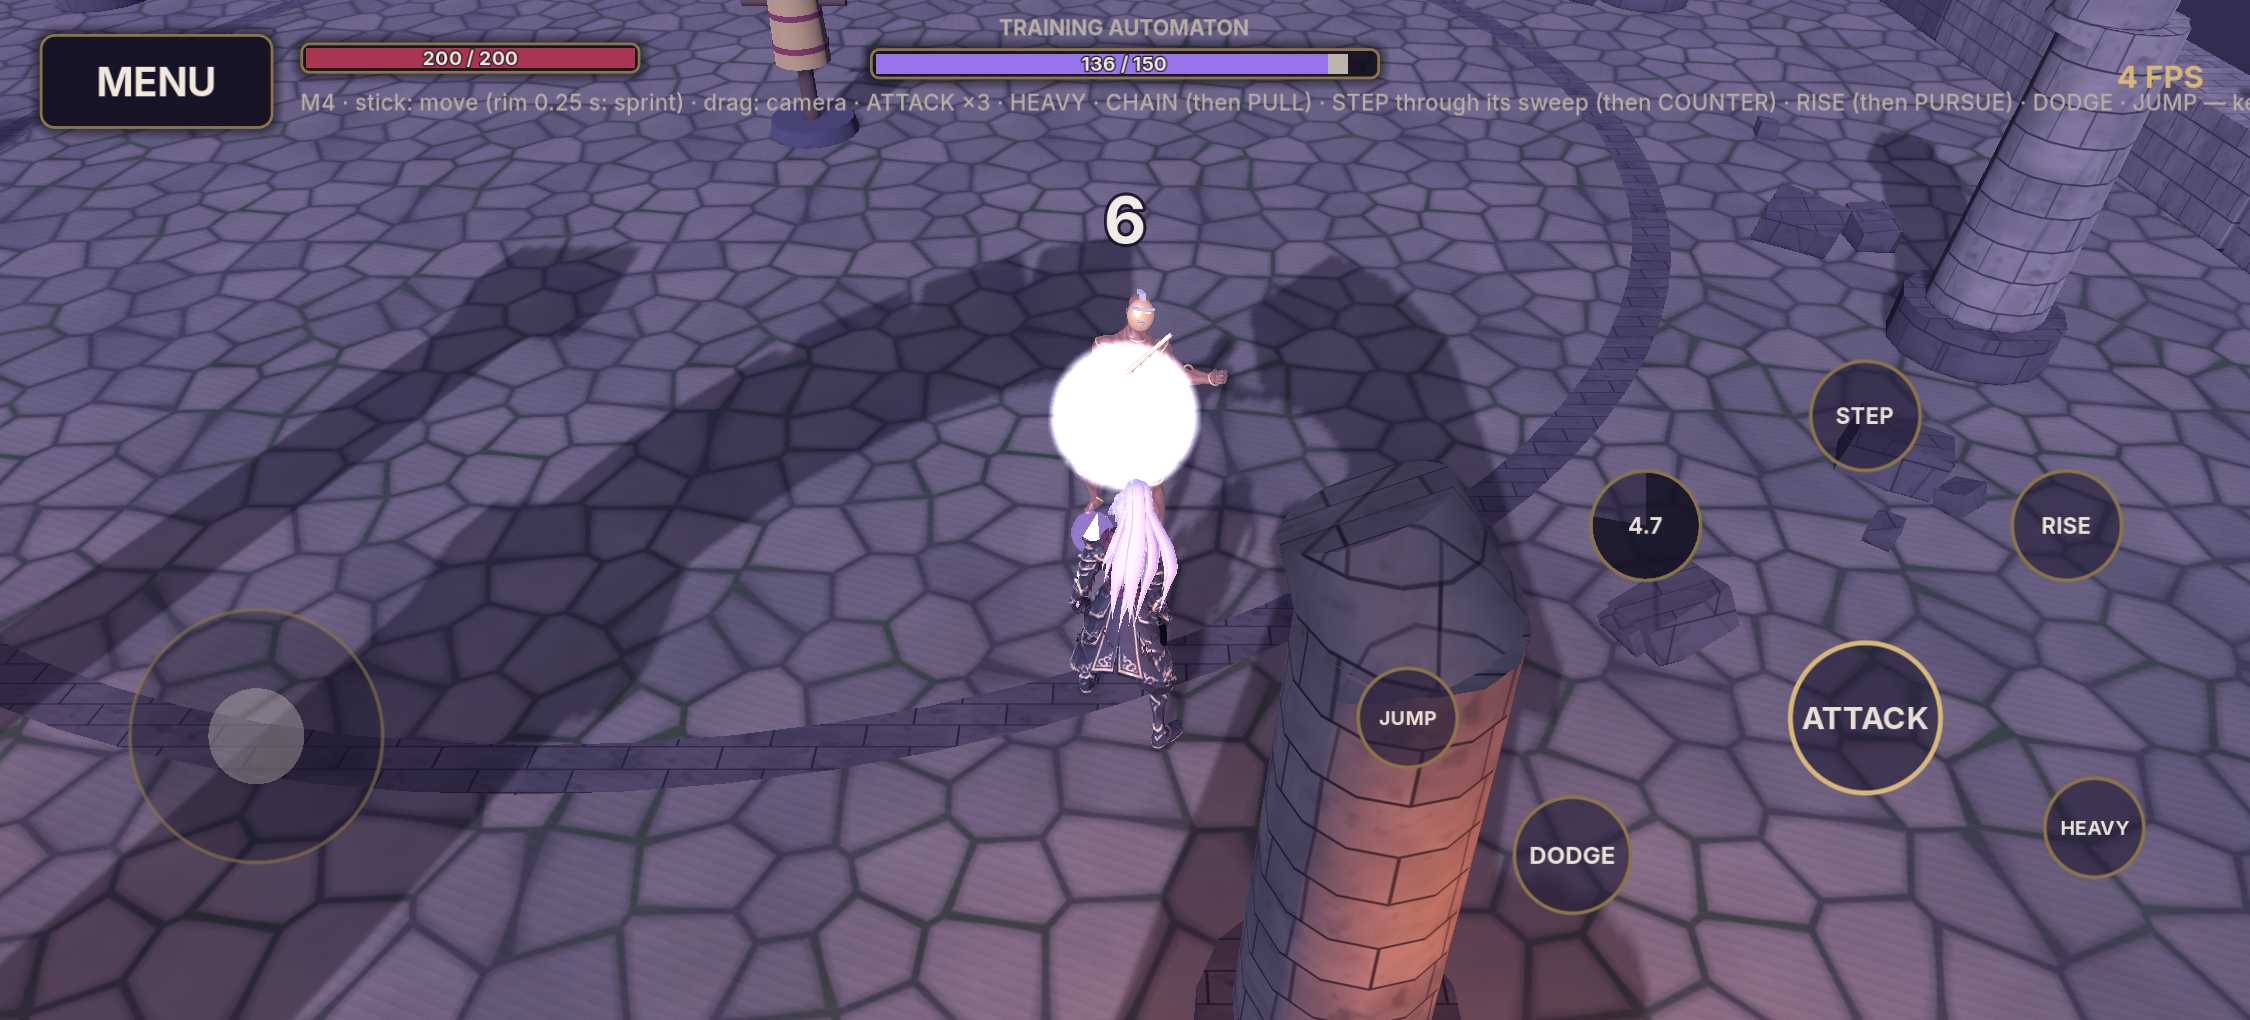 TRAINING AUTOMATON
MENU
200 / 200
136 / 150
4 FPS
M4 · stick: move (rim 0.25 s: sprint) · drag: camera · ATTACK ×3 · HEAVY · CHAIN (then PULL) · STEP through its sweep (then COUNTER) · RISE (then PURSUE) · DODGE · JUMP —
6
STEP
4.7
RISE
JUMP
ATTACK
DODGE
HEAVY